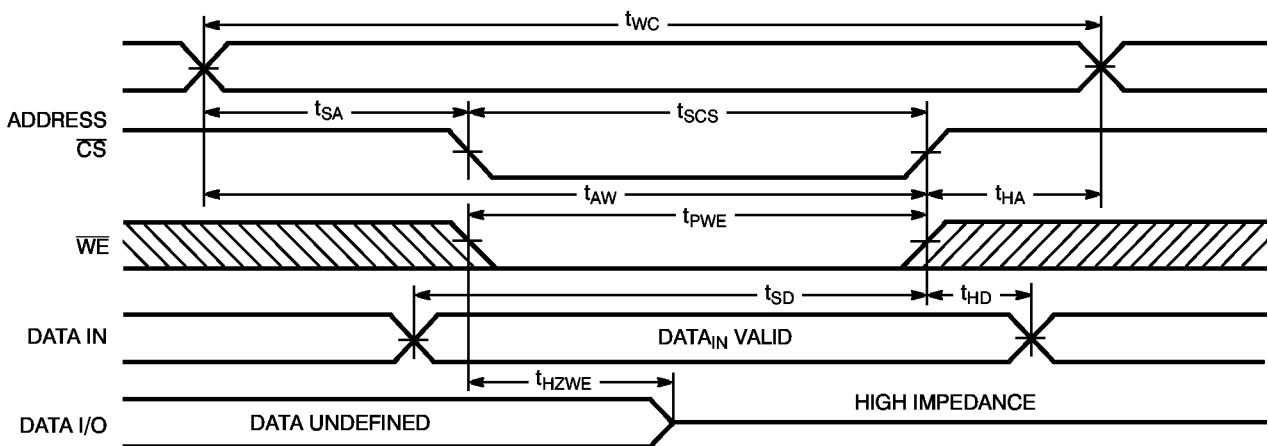 tWC
tSA
tSCS
ADDRESS
CS
tAW
tHA
tPWE
WE
tSD
tHD
DATA IN
DATAIN VALID
tHZWE
HIGH IMPEDANCE
DATA I/O
DATA UNDEFINED